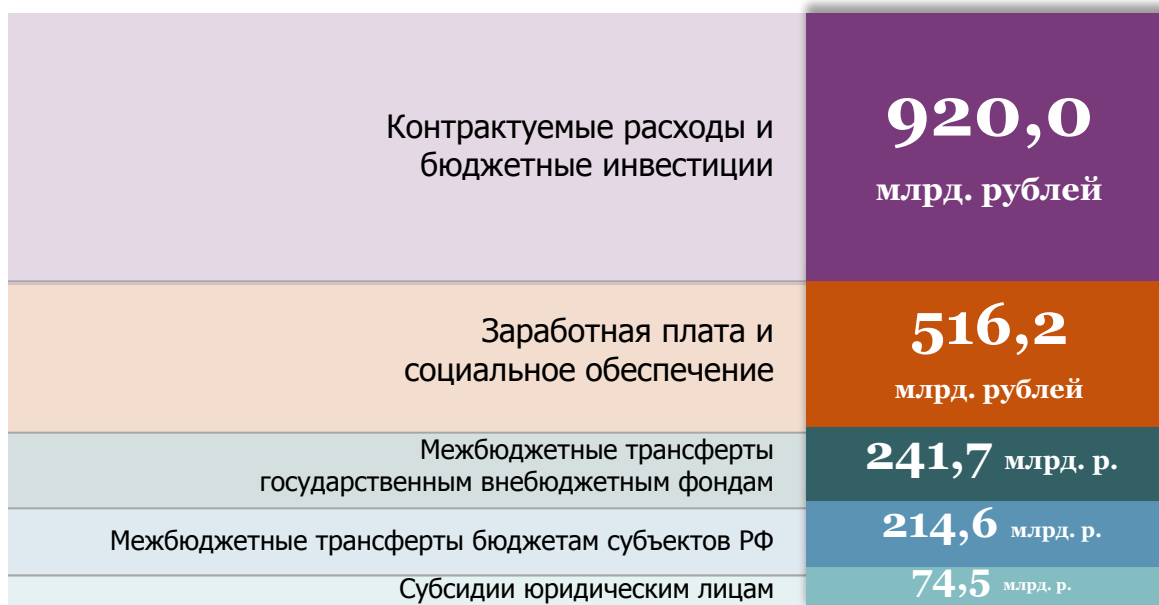 Контрактуемые расходы и
бюджетные инвестиции
920,0
млрд. рублей
Заработная плата и
социальное обеспечение
516,2
млрд. рублей
Межбюджетные трансферты
государственным внебюджетным фондам
241,7 млрд. р.
Межбюджетные трансферты бюджетам субъектов РФ
214,6 млрд. р.
Субсидии юридическим лицам
74,5 млрд. р.